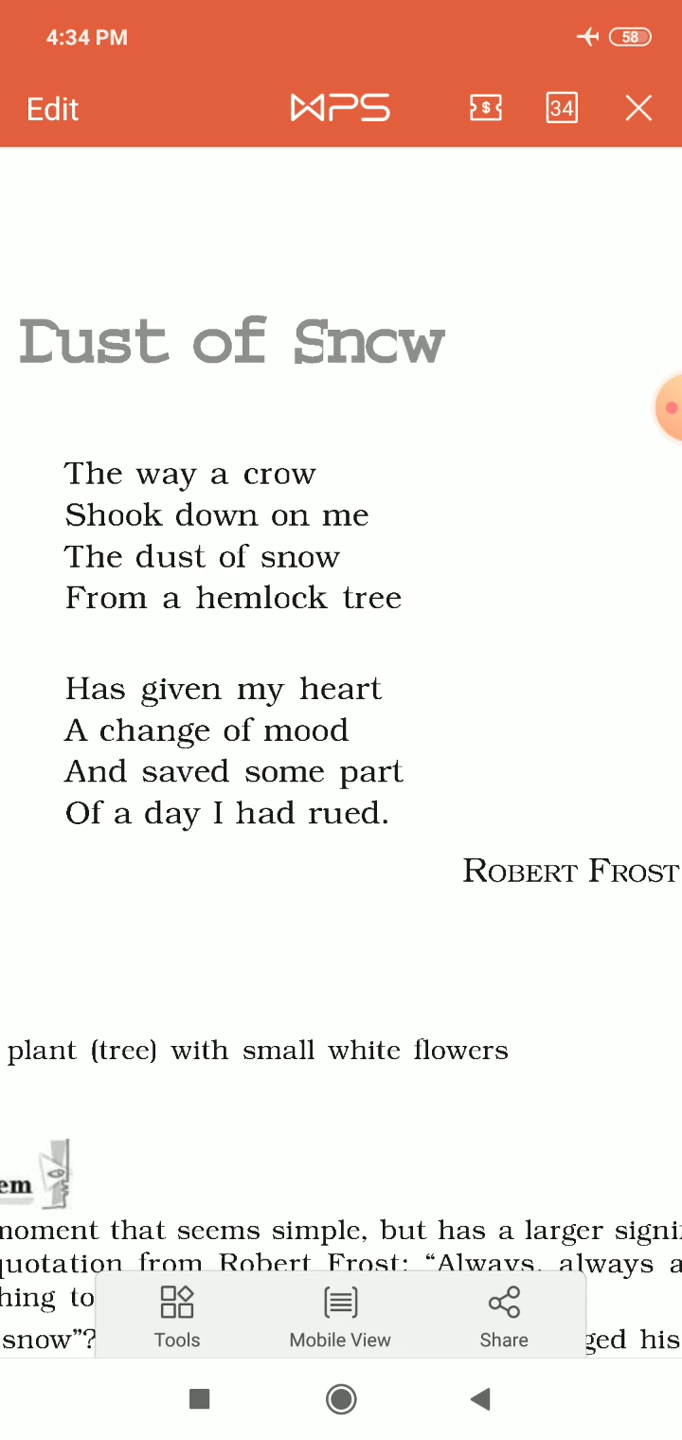 4:34 PM
58
Edit
WPS
$
34
Dust of Snow
The way a crow
Shook down on me
The dust of snow
From a hemlock tree
Has given my heart
A change of mood
And saved some part
Of a day I had rued.
ROBERT FROST
plant (tree) with small white flowers
em
moment that seems simple, but has a larger signi
quotation from Robert Frost: “Always, always a
hing to
snow”? ged his
Tools Mobile View Share